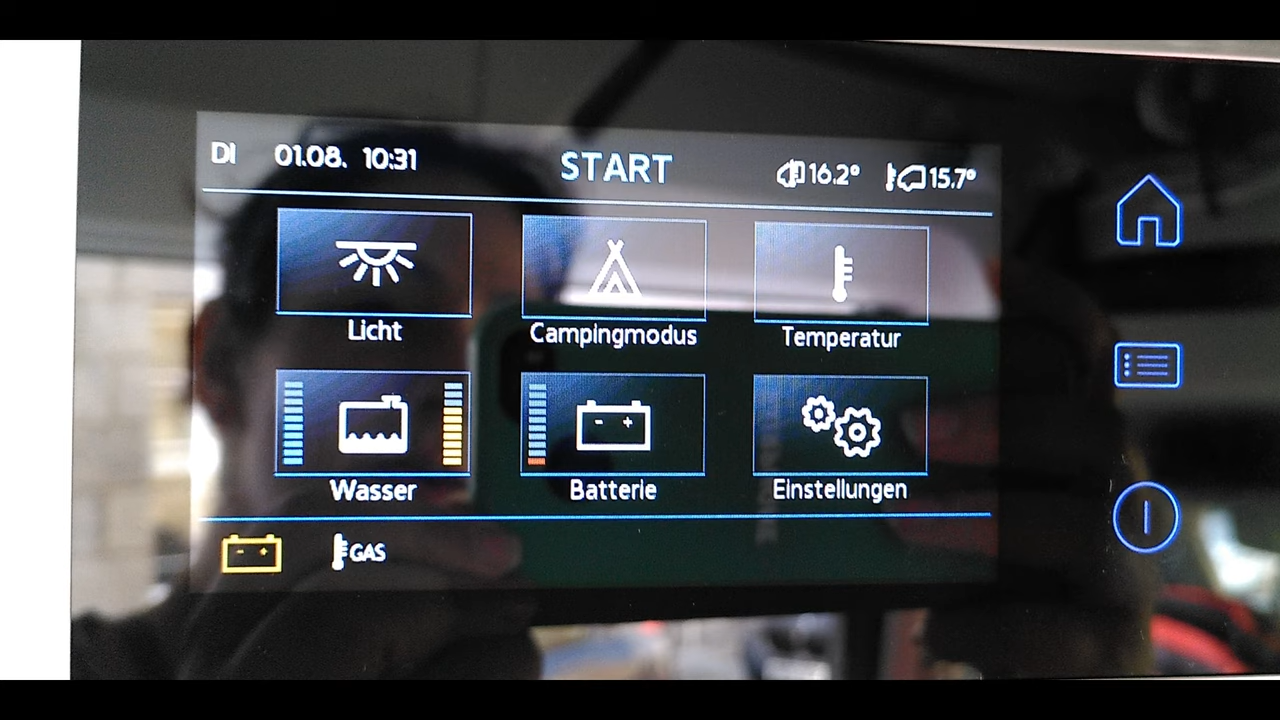 DI 01.08. 10:31 START 16.2° 15.7°
Licht Campingmodus Temperatur
Wasser Batterie Einstellungen
GAS